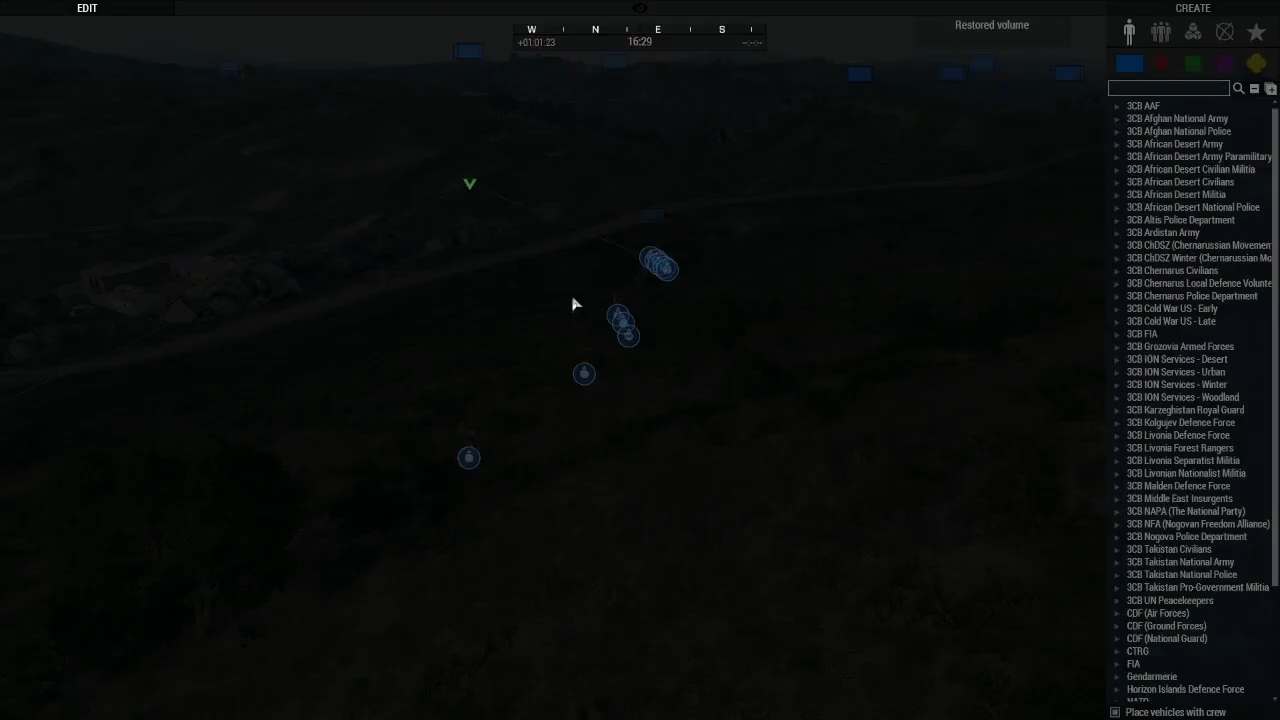 EDIT
W N E S
+01:01:23 16:29 --:--:--
Restored volume
CREATE
3CB AAF
3CB Afghan National Army
3CB Afghan National Police
3CB African Desert Army
3CB African Desert Army Paramilitary
3CB African Desert Civilian Militia
3CB African Desert Civilians
3CB African Desert Militia
3CB African Desert National Police
3CB Altis Police Department
3CB Ardistan Army
3CB ChDSZ (Chernarussian Movemen
3CB ChDSZ Winter (Chernarussian Mo
3CB Chernarus Civilians
3CB Chernarus Local Defence Volunte
3CB Chernarus Police Department
3CB Cold War US - Early
3CB Cold War US - Late
3CB FIA
3CB Grozovia Armed Forces
3CB ION Services - Desert
3CB ION Services - Urban
3CB ION Services - Winter
3CB ION Services - Woodland
3CB Karzeghistan Royal Guard
3CB Kolgujev Defence Force
3CB Livonia Defence Force
3CB Livonia Forest Rangers
3CB Livonia Separatist Militia
3CB Livonian Nationalist Militia
3CB Malden Defence Force
3CB Middle East Insurgents
3CB NAPA (The National Party)
3CB NFA (Nogovan Freedom Alliance)
3CB Nogova Police Department
3CB Takistan Civilians
3CB Takistan National Army
3CB Takistan National Police
3CB Takistan Pro-Government Militia
3CB UN Peacekeepers
CDF (Air Forces)
CDF (Ground Forces)
CDF (National Guard)
CTRG
FIA
Gendarmerie
Horizon Islands Defence Force
NATO
Place vehicles with crew